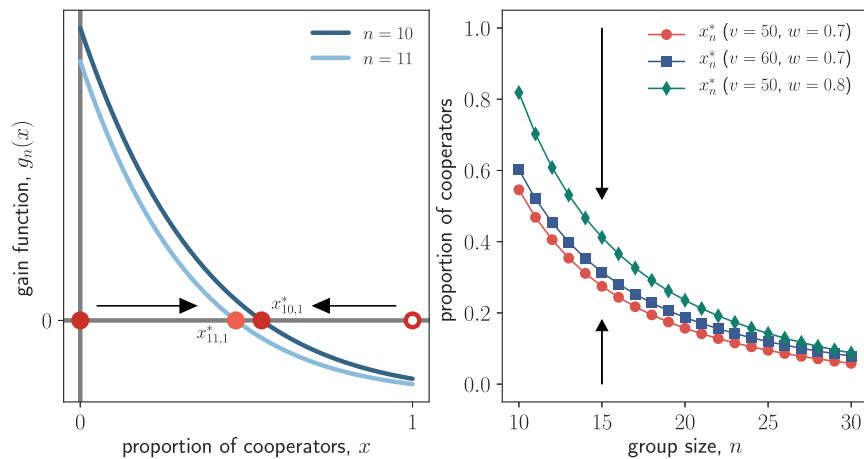 gain function, $g_n(x)$
n = 10
n = 11
0
$x^*_{10,1}$
$x^*_{11,1}$
0
1
proportion of cooperators, x
proportion of cooperators
1.0
0.8
0.6
0.4
0.2
0.0
$x^*_n$ (v = 50, w = 0.7)
$x^*_n$ (v = 60, w = 0.7)
$x^*_n$ (v = 50, w = 0.8)
10
15
20
25
30
group size, n